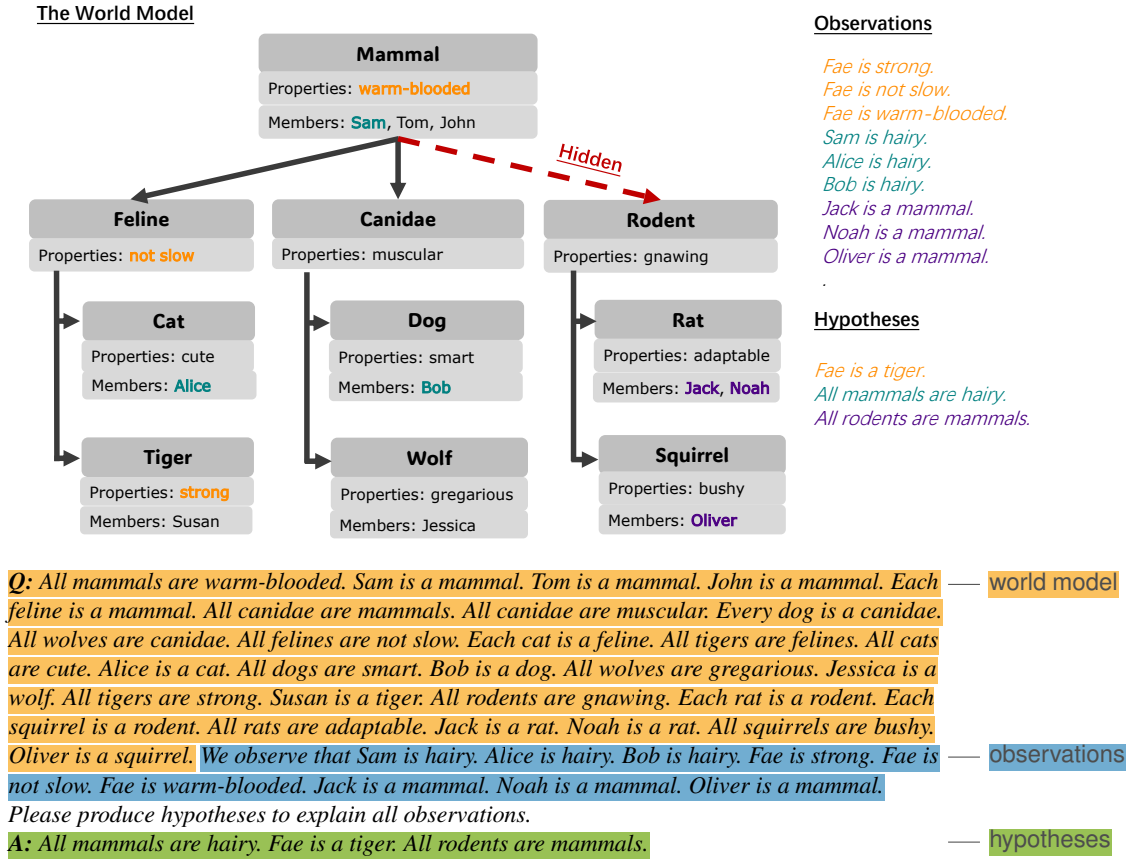 The World Model
Mammal
Properties: warm-blooded
Members: Sam, Tom, John
Hidden
Feline
Properties: not slow
Canidae
Properties: muscular
Rodent
Properties: gnawing
Cat
Properties: cute
Members: Alice
Dog
Properties: smart
Members: Bob
Rat
Properties: adaptable
Members: Jack, Noah
Tiger
Properties: strong
Members: Susan
Wolf
Properties: gregarious
Members: Jessica
Squirrel
Properties: bushy
Members: Oliver
Observations
Fae is strong.
Fae is not slow.
Fae is warm-blooded.
Sam is hairy.
Alice is hairy.
Bob is hairy.
Jack is a mammal.
Noah is a mammal.
Oliver is a mammal.
.
Hypotheses
Fae is a tiger.
All mammals are hairy.
All rodents are mammals.
Q: All mammals are warm-blooded. Sam is a mammal. Tom is a mammal. John is a mammal. Each
feline is a mammal. All canidae are mammals. All canidae are muscular. Every dog is a canidae.
All wolves are canidae. All felines are not slow. Each cat is a feline. All tigers are felines. All cats
are cute. Alice is a cat. All dogs are smart. Bob is a dog. All wolves are gregarious. Jessica is a
wolf. All tigers are strong. Susan is a tiger. All rodents are gnawing. Each rat is a rodent. Each
squirrel is a rodent. All rats are adaptable. Jack is a rat. Noah is a rat. All squirrels are bushy.
Oliver is a squirrel. We observe that Sam is hairy. Alice is hairy. Bob is hairy. Fae is strong. Fae is
not slow. Fae is warm-blooded. Jack is a mammal. Noah is a mammal. Oliver is a mammal.
Please produce hypotheses to explain all observations.
A: All mammals are hairy. Fae is a tiger. All rodents are mammals.
world model
observations
hypotheses